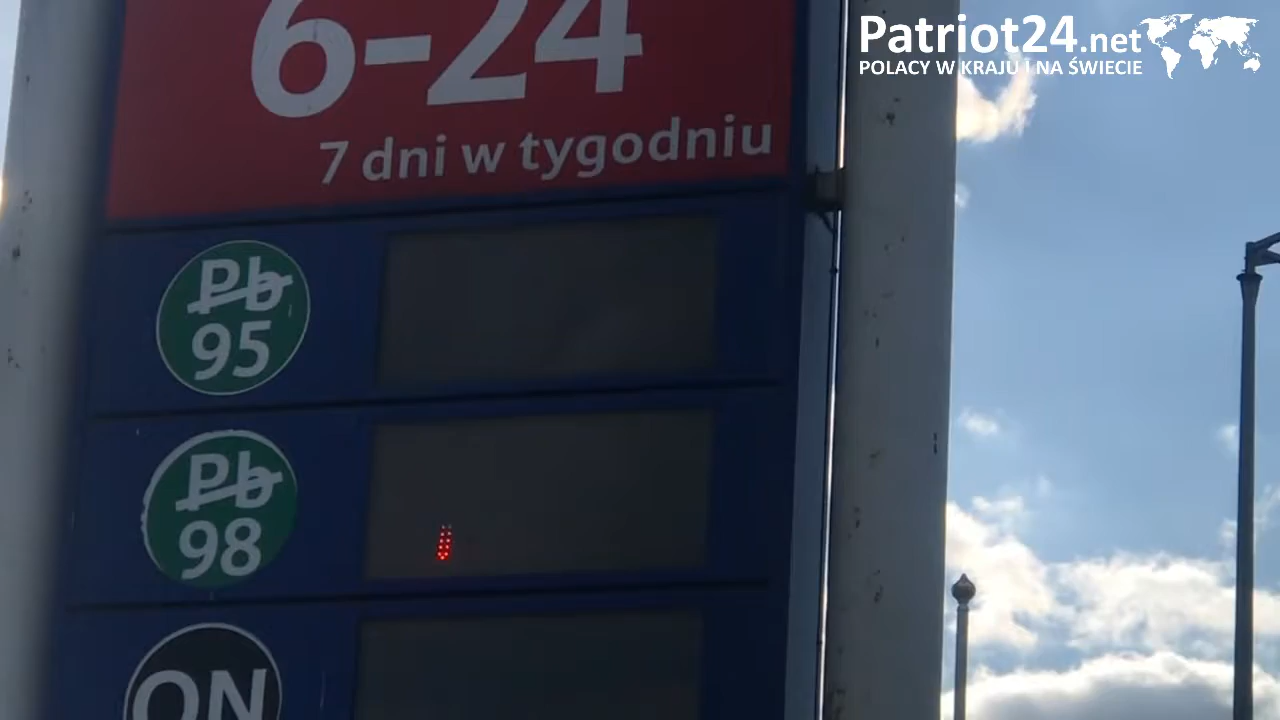 Patriot24.net
POLACY W KRAJU I NA ŚWIECIE
6-24
7 dni w tygodniu
Pb
95
Pb
98
ON